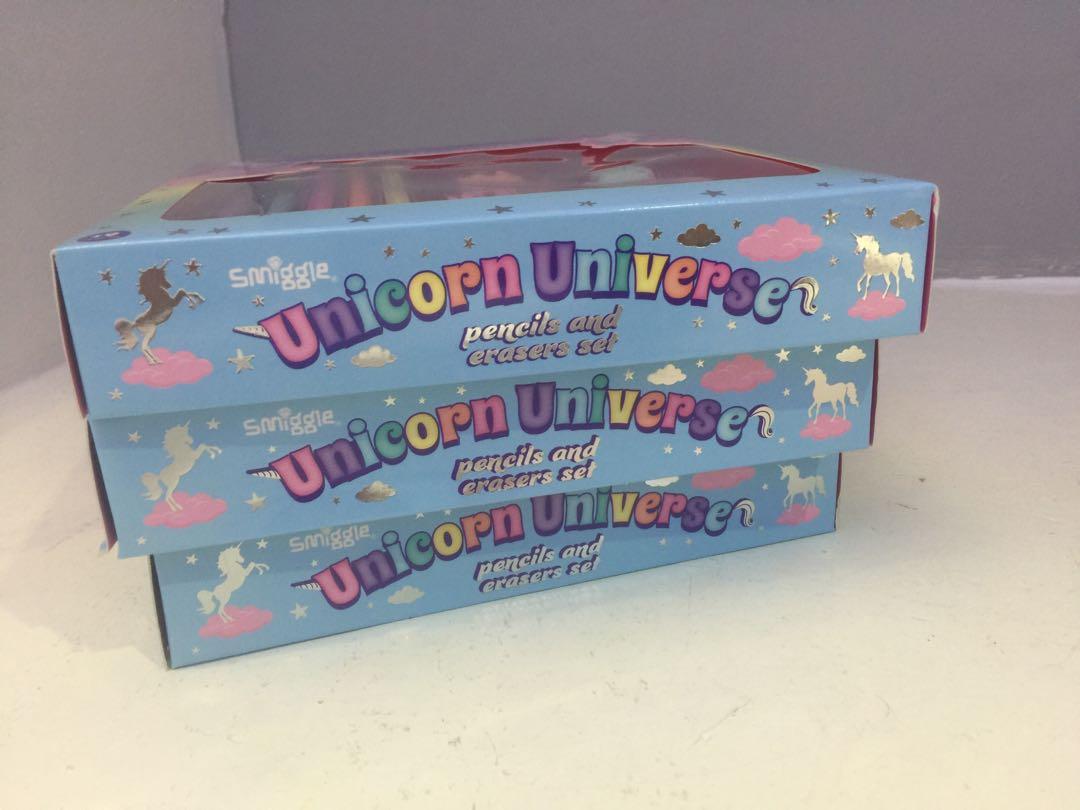 smiggle
Unicorn Universe
pencils and
erasers set
smiggle
Unicorn Universe
pencils and
erasers set
smiggle
Unicorn Universe
pencils and
erasers set